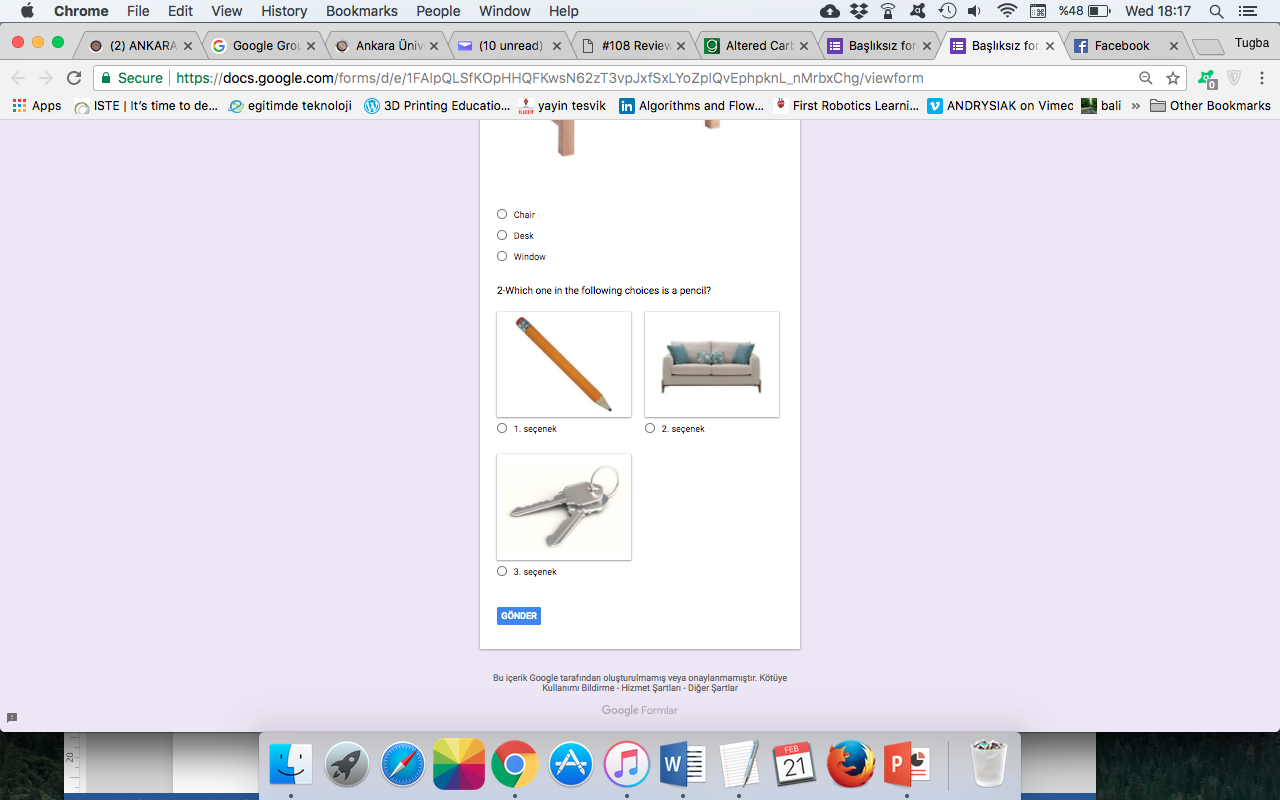 Chrome File Edit View History Bookmarks People Window Help %48 Wed 18:17
(2) ANKARA Google Grou Ankara Üniv (10 unread) #108 Review Altered Carb Başlıksız for Başlıksız for Facebook Tugba
Secure https://docs.google.com/forms/d/e/1FAIpQLSfKOpHHQFKwsN62zT3vpJxfSxLYoZpIQvEphpknL_nMrbxChg/viewform 0
Apps ISTE | It's time to de... egitimde teknoloji 3D Printing Educatio... yayin tesvik Algorithms and Flow... First Robotics Learni... ANDRYSIAK on Vimeo bali » Other Bookmarks
Chair
Desk
Window
2-Which one in the following choices is a pencil?
1. seçenek 2. seçenek
3. seçenek
GÖNDER
Bu içerik Google tarafından oluşturulmamış veya onaylanmamıştır. Kötüye
Kullanımı Bildirme - Hizmet Şartları - Diğer Şartlar
Google Formlar
20
FEB
21